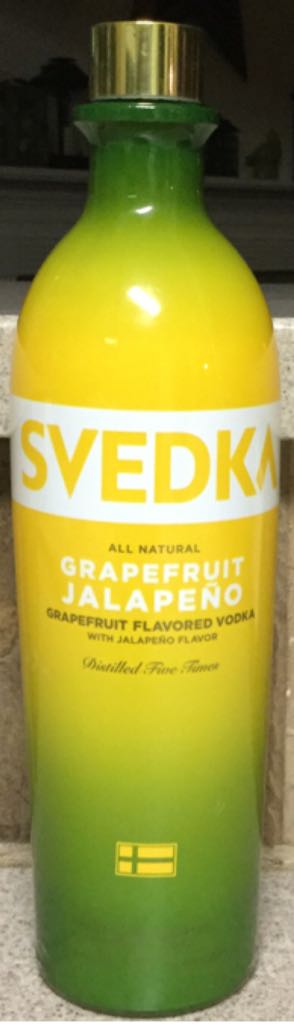 SVEDKA
ALL NATURAL
GRAPEFRUIT
JALAPEÑO
GRAPEFRUIT FLAVORED VODKA
WITH JALAPEÑO FLAVOR
Distilled Five Times